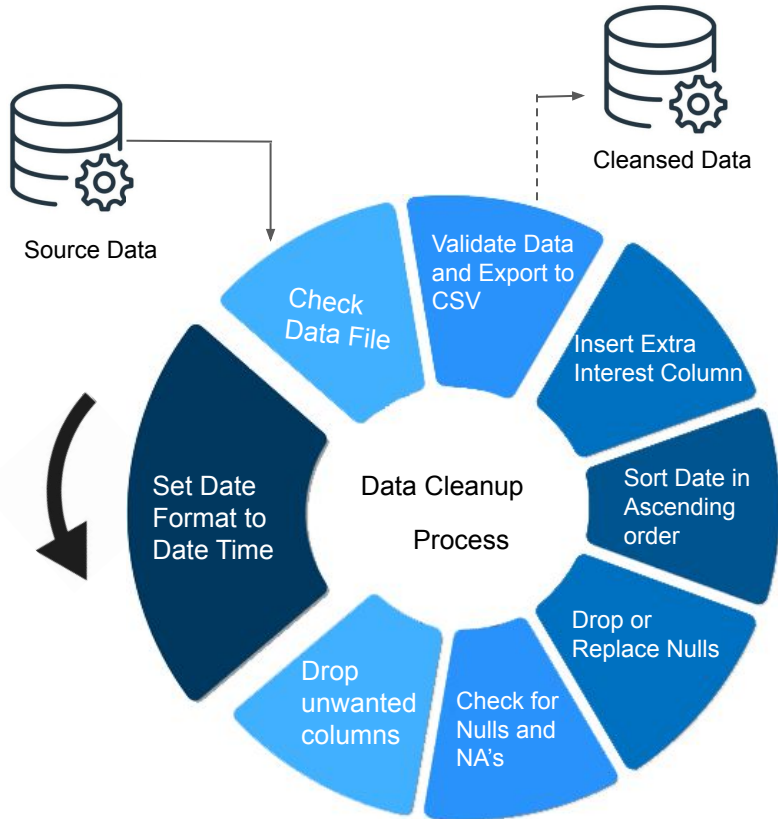 Source Data
Cleansed Data
Check
Data File
Validate Data
and Export to
CSV
Insert Extra
Interest Column
Set Date
Format to
Date Time
Data Cleanup
Process
Sort Date in
Ascending
order
Drop or
Replace Nulls
Drop
unwanted
columns
Check for
Nulls and
NA's